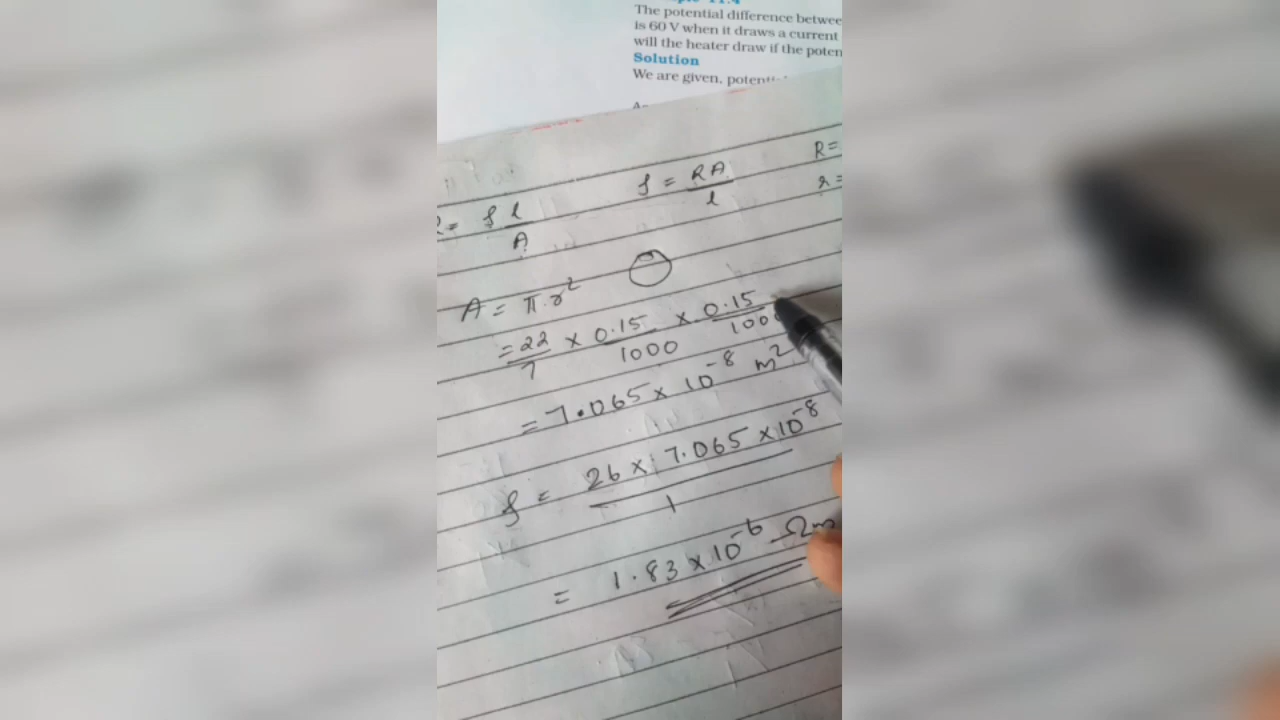 11.4
The potential difference betwee
is 60 V when it draws a current
will the heater draw if the poten
Solution
We are given, potenti
R = ρ l / A
ρ = RA / l
R =
r =
A = π.r²
= 22/7 × 0.15/1000 × 0.15/1000
= 7.065 × 10⁻⁸ m²
ρ = 26 × 7.065 × 10⁻⁸ / 1
= 1.83 × 10⁻⁶ Ωm